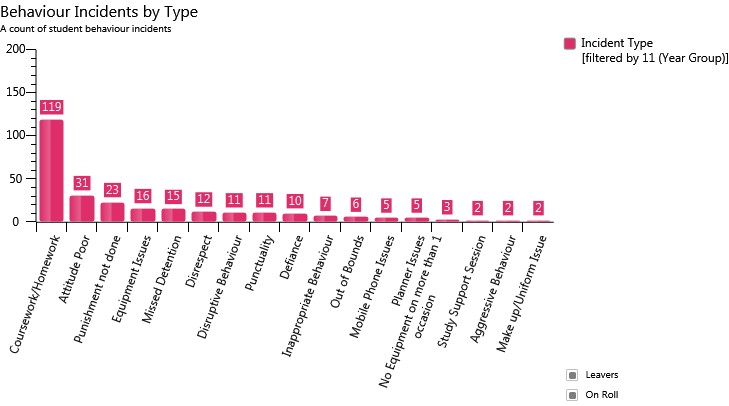 Behaviour Incidents by Type
A count of student behaviour incidents
Incident Type
[filtered by 11 (Year Group)]
200
150
100
50
0
119
31
23
16
15
12
11
11
10
7
6
5
5
3
2
2
2
Coursework/Homework
Attitude Poor
Punishment not done
Equipment Issues
Missed Detention
Disrespect
Disruptive Behaviour
Punctuality
Defiance
Inappropriate Behaviour
Out of Bounds
Mobile Phone Issues
Planner Issues
No Equipment on more than 1
occasion
Study Support Session
Aggressive Behaviour
Make up/Uniform Issue
Leavers
On Roll